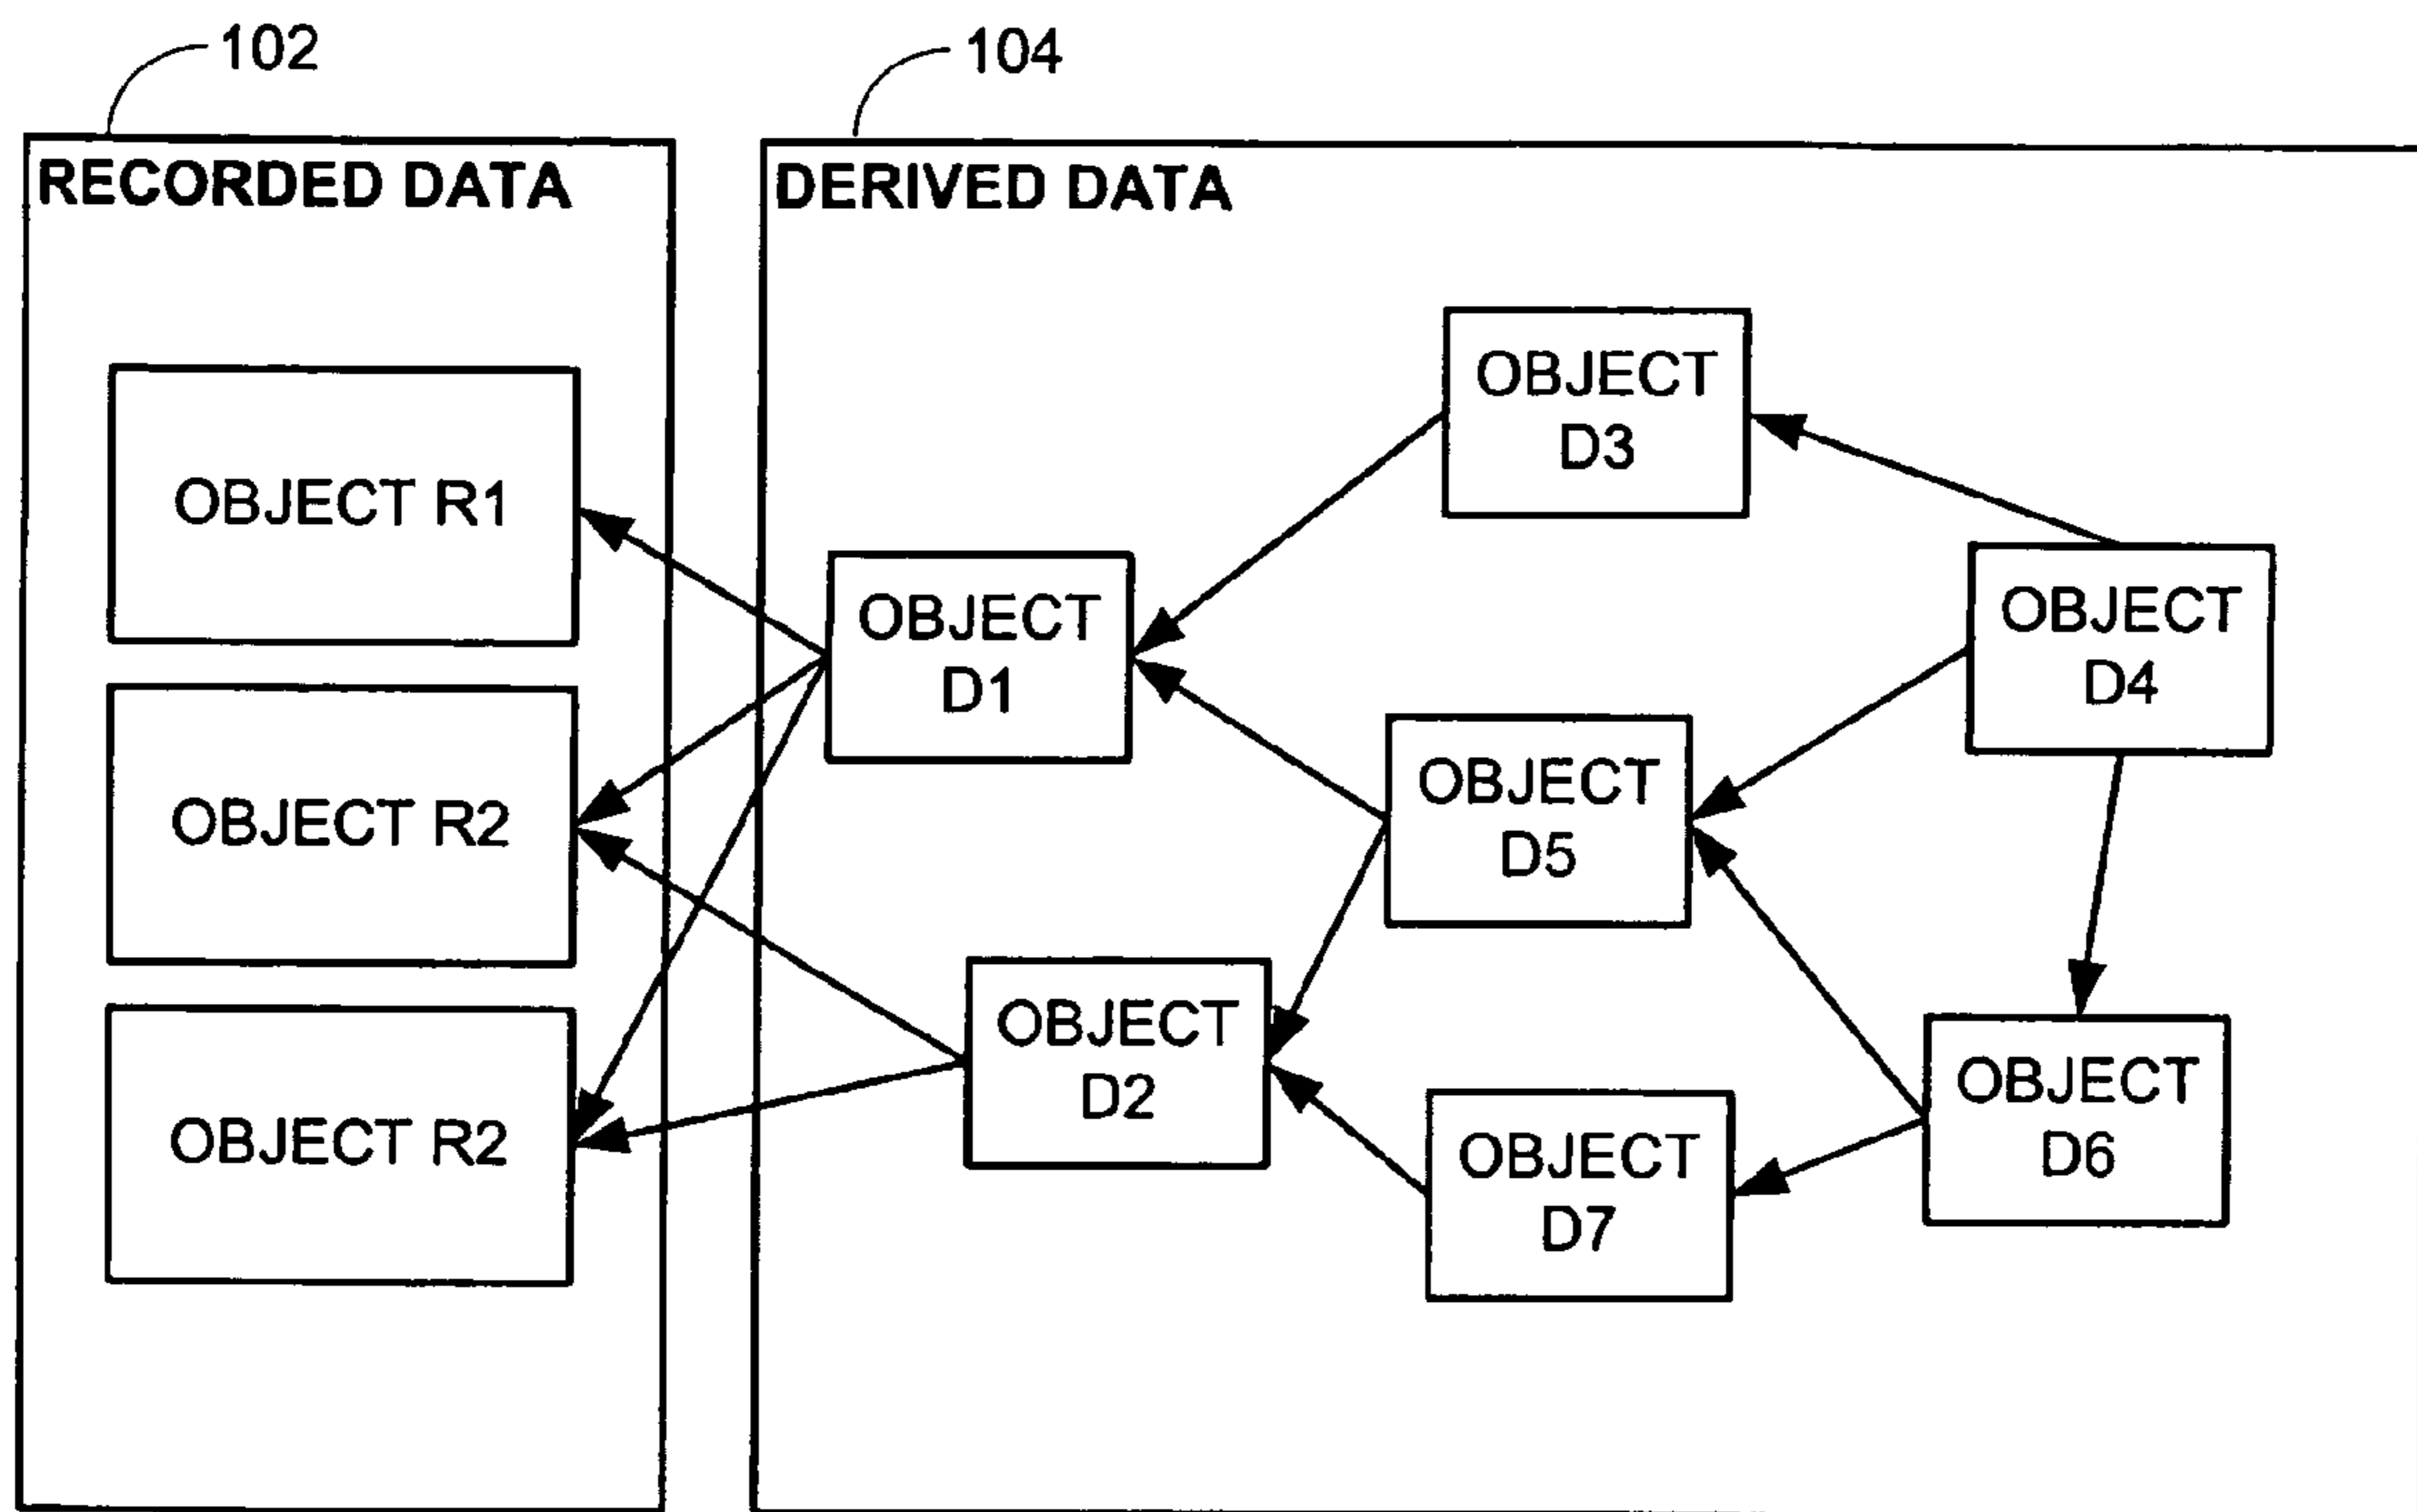 102
104
RECORDED DATA
DERIVED DATA
OBJECT R1
OBJECT R2
OBJECT R2
OBJECT
D1
OBJECT
D2
OBJECT
D3
OBJECT
D5
OBJECT
D7
OBJECT
D4
OBJECT
D6